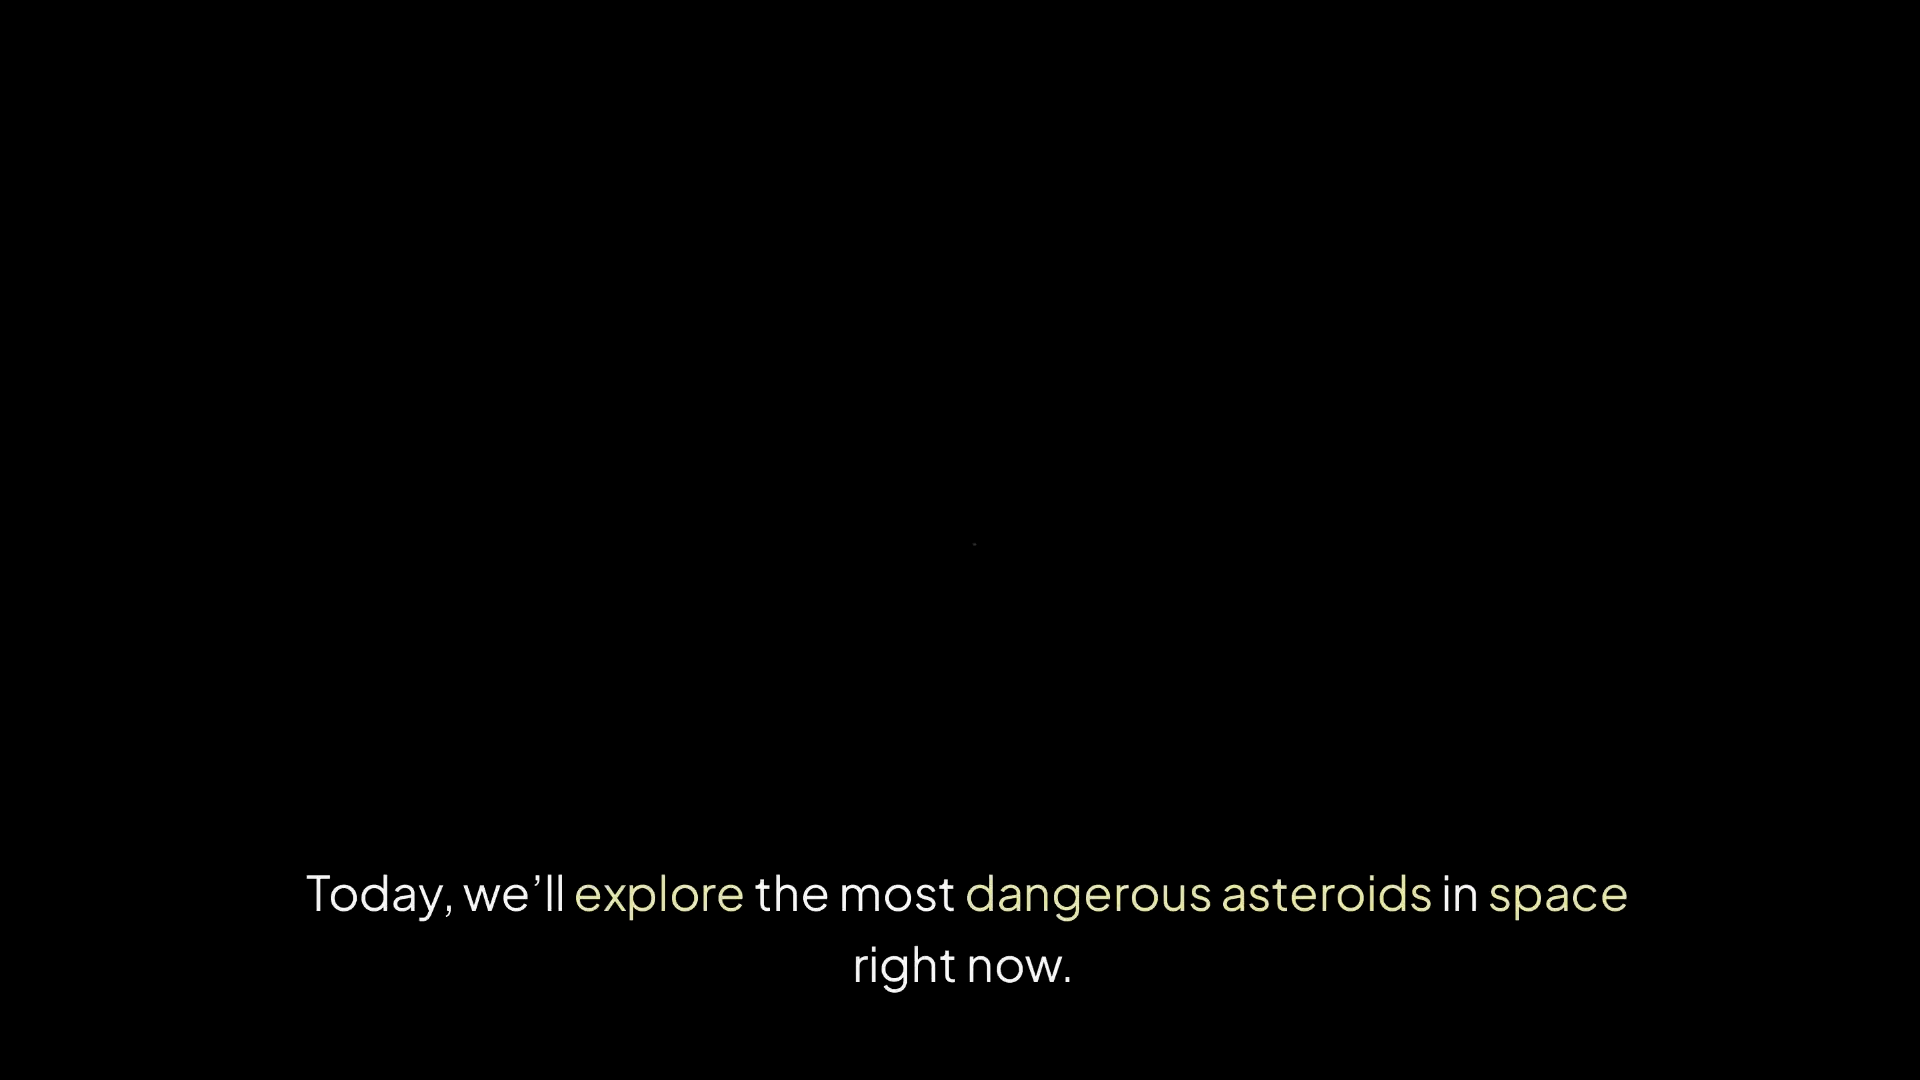 Today, we’ll explore the most dangerous asteroids in space
right now.